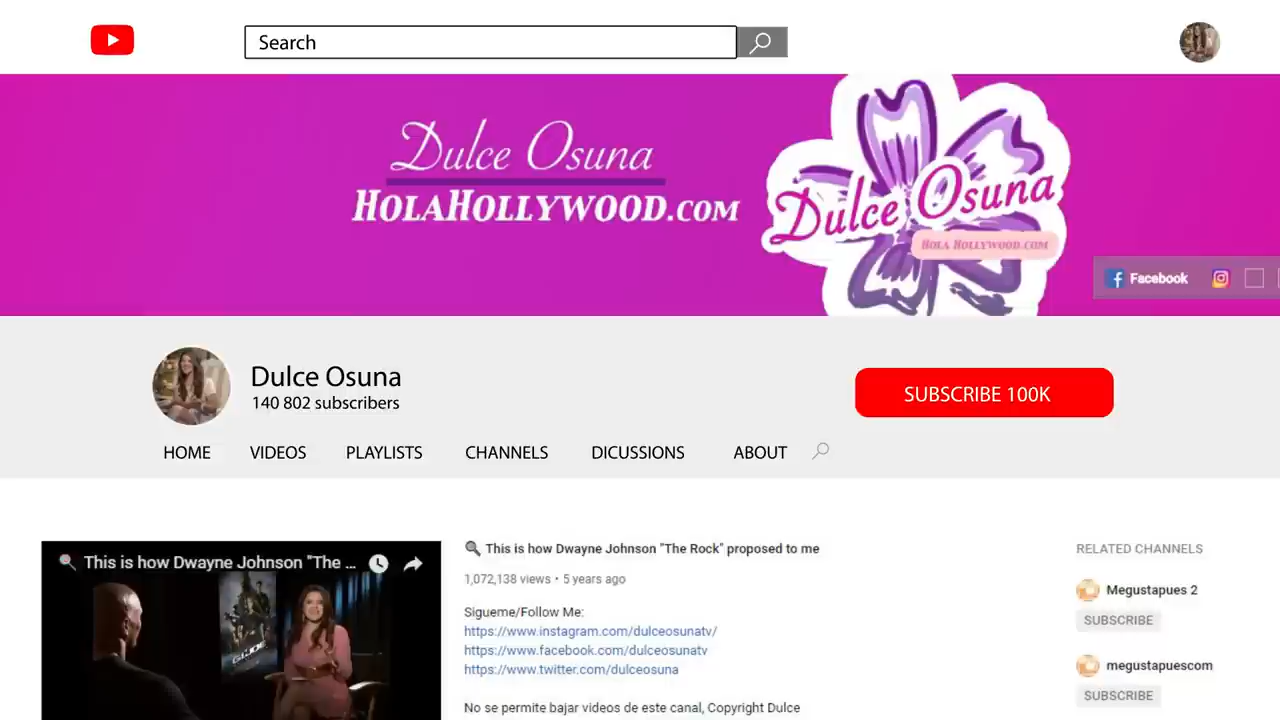 Search
Dulce Osuna
HOLAHOLLYWOOD.COM
Dulce Osuna
HOLA HOLLYWOOD.COM
Facebook
Dulce Osuna
140 802 subscribers
SUBSCRIBE 100K
HOME VIDEOS PLAYLISTS CHANNELS DICUSSIONS ABOUT
This is how Dwayne Johnson "The ...
G.I. JOE
This is how Dwayne Johnson "The Rock" proposed to me
1,072,138 views • 5 years ago
Sigueme/Follow Me:
https://www.instagram.com/dulceosunatv/
https://www.facebook.com/dulceosunatv
https://www.twitter.com/dulceosuna
No se permite bajar videos de este canal, Copyright Dulce
RELATED CHANNELS
Megustapues 2
SUBSCRIBE
megustapuescom
SUBSCRIBE